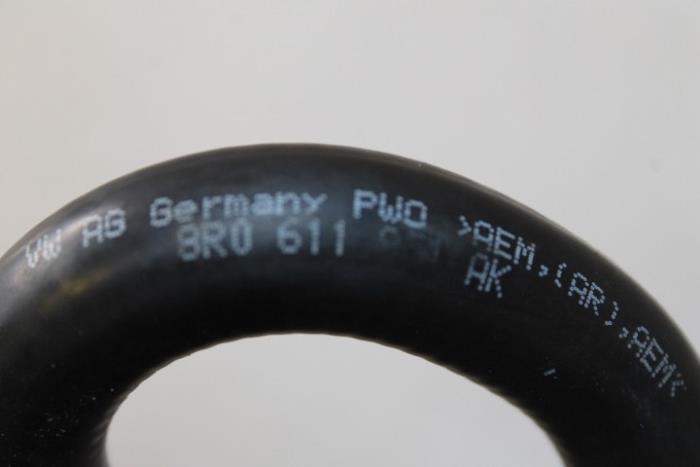 VW AG Germany PWO >AEM,(AR),AEM<
8R0 611
AK